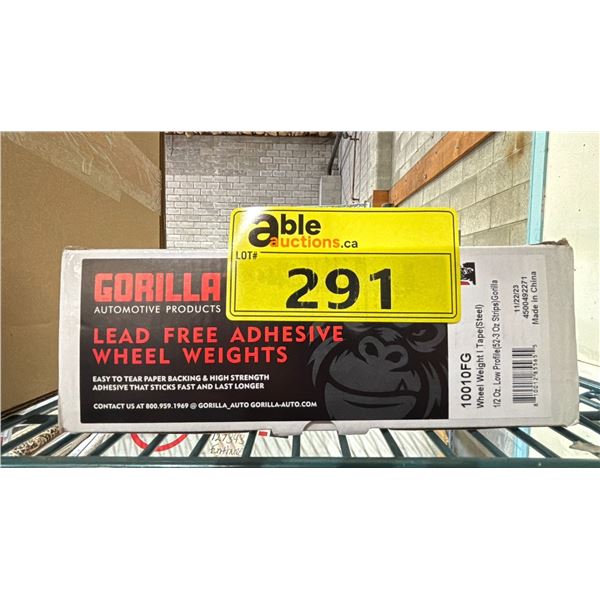 able
auctions.ca
LOT#
291
GORILLA
AUTOMOTIVE PRODUCTS
LEAD FREE ADHESIVE
WHEEL WEIGHTS
EASY TO TEAR PAPER BACKING & HIGH STRENGTH
ADHESIVE THAT STICKS FAST AND LAST LONGER
CONTACT US AT 800.959.1969 @ GORILLA_AUTO GORILLA-AUTO.COM
10010FG
Wheel Weight I Tape(Steel)
1/2 Oz. Low Profile(52-3 Oz Strips)Gorilla
11/22/23
4500492271
Made In China